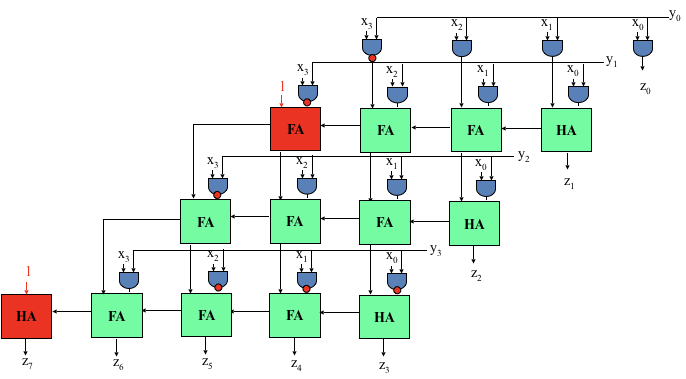 x3 x2 x1 x0 y0
x3 x2 x1 x0 y1
z0
1
FA FA FA HA
x3 x2 x1 x0 y2
z1
FA FA FA HA
x3 x2 x1 x0 y3
z2
1
HA FA FA FA HA
z7 z6 z5 z4 z3